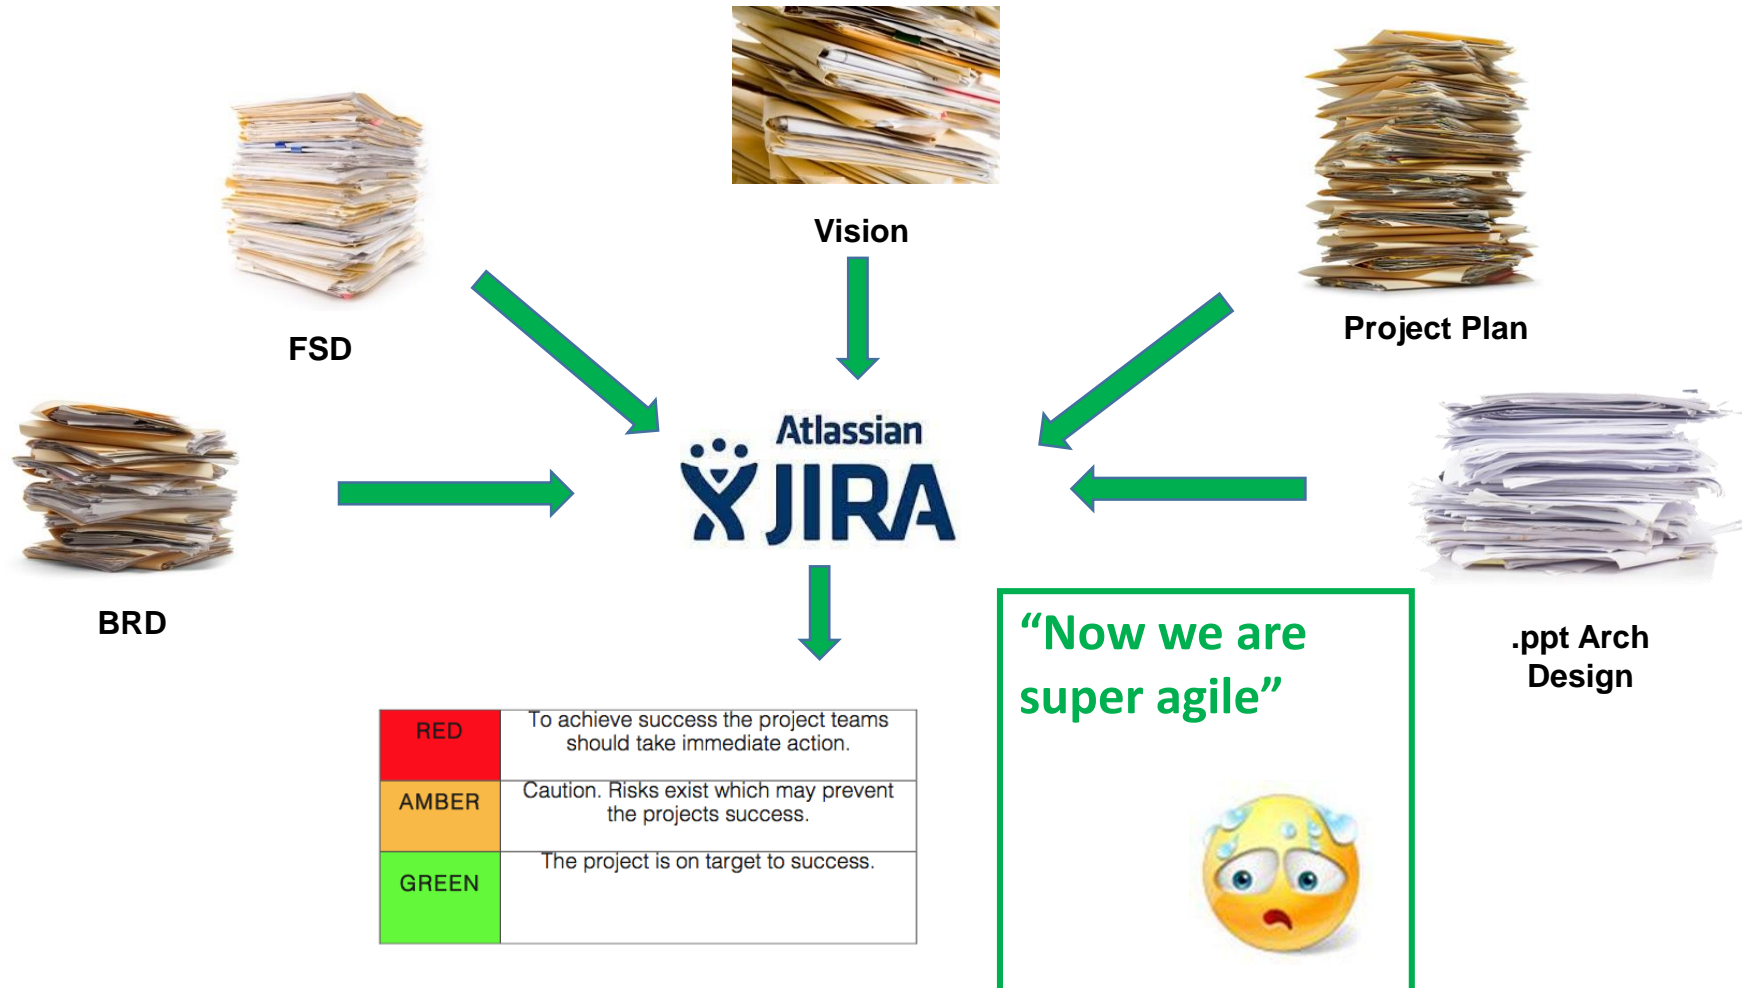 Vision
Project Plan
FSD
Atlassian
JIRA
BRD
.ppt Arch
Design
“Now we are
super agile”
RED
To achieve success the project teams
should take immediate action.
AMBER
Caution. Risks exist which may prevent
the projects success.
GREEN
The project is on target to success.